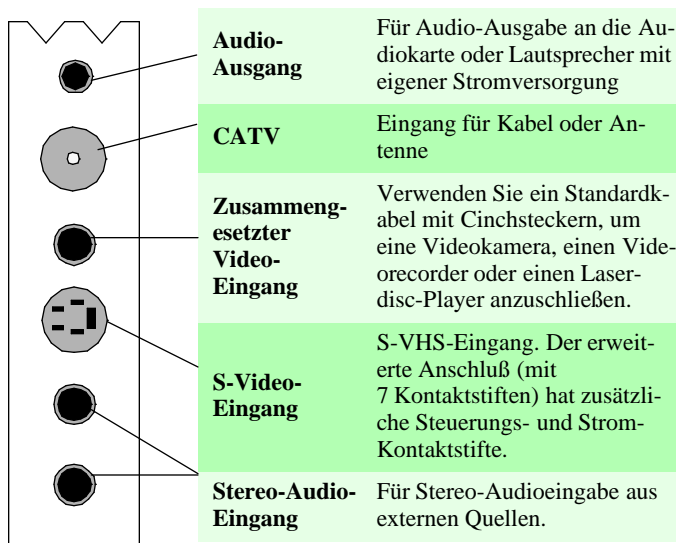 Audio-
Ausgang
Für Audio-Ausgabe an die Au-
diokarte oder Lautsprecher mit
eigener Stromversorgung
CATV
Eingang für Kabel oder An-
tenne
Zusammeng-
esetzter
Video-
Eingang
Verwenden Sie ein Standardk-
abel mit Cinchsteckern, um
eine Videokamera, einen Vide-
orecorder oder einen Laser-
disc-Player anzuschließen.
S-Video-
Eingang
S-VHS-Eingang. Der erweit-
erte Anschluß (mit
7 Kontaktstiften) hat zusätzli-
che Steuerungs- und Strom-
Kontaktstifte.
Stereo-Audio-
Eingang
Für Stereo-Audioeingabe aus
externen Quellen.